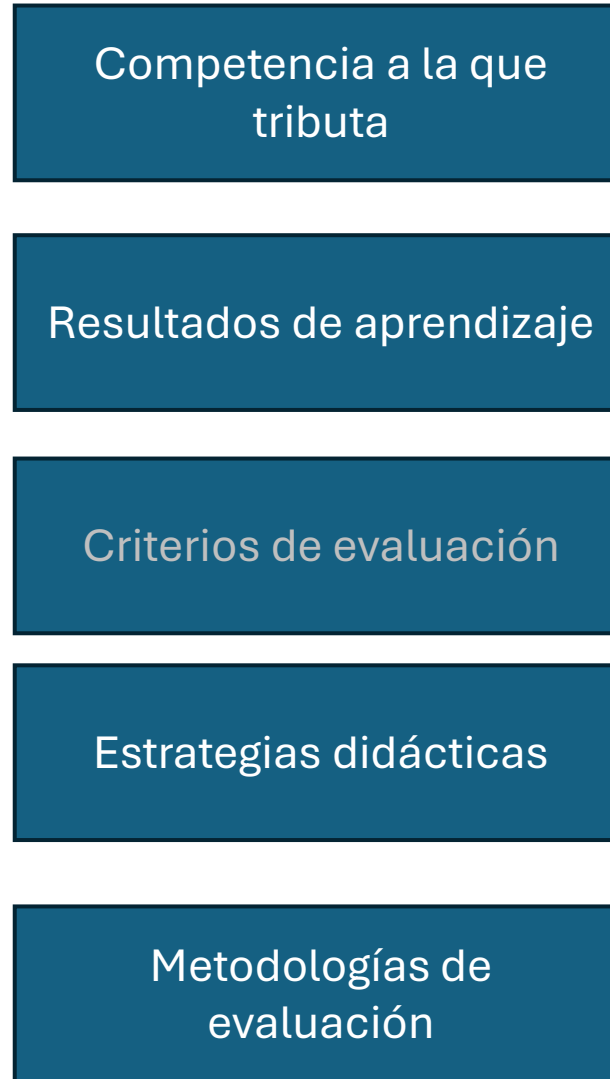 Competencia a la que
tributa
Resultados de aprendizaje
Criterios de evaluación
Estrategias didácticas
Metodologías de
evaluación